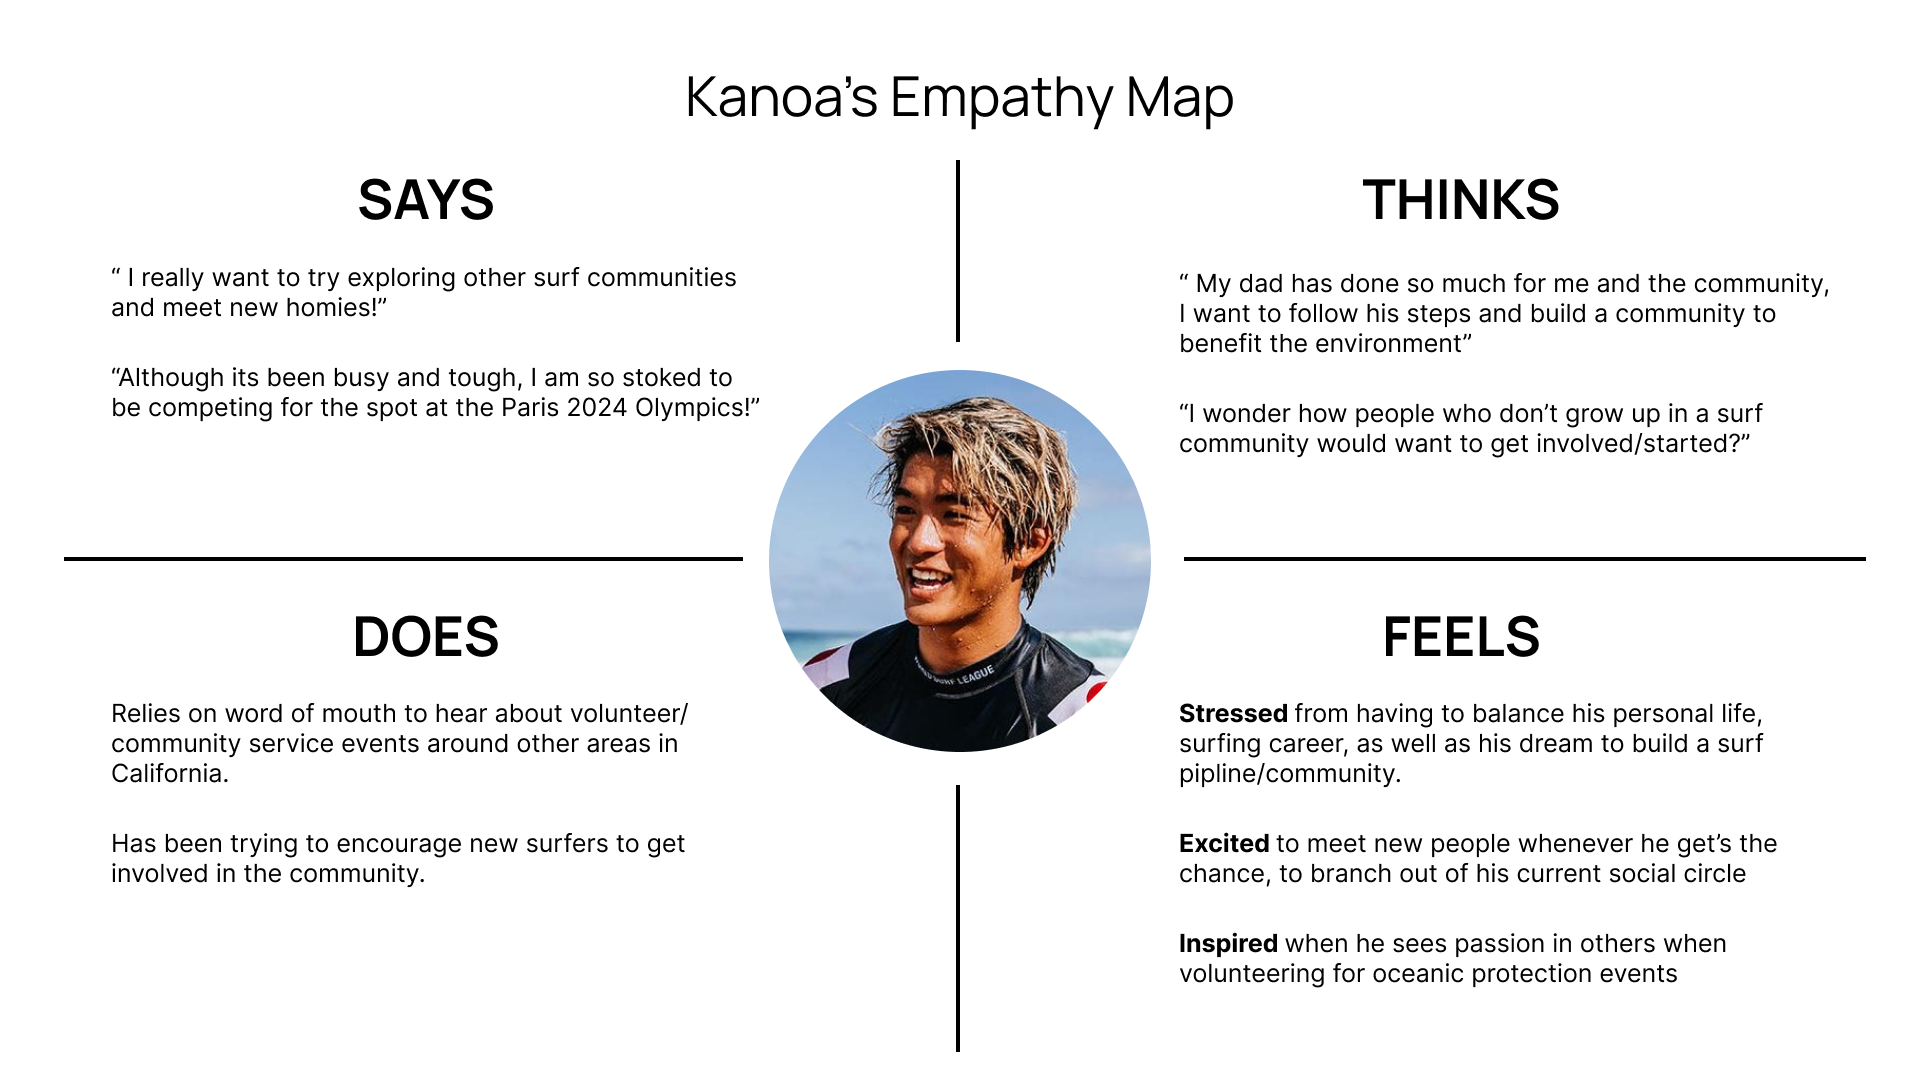 Kanoa’s Empathy Map
SAYS
“ I really want to try exploring other surf communities
and meet new homies!”
“Although its been busy and tough, I am so stoked to
be competing for the spot at the Paris 2024 Olympics!”
THINKS
“ My dad has done so much for me and the community,
I want to follow his steps and build a community to
benefit the environment”
“I wonder how people who don’t grow up in a surf
community would want to get involved/started?”
DOES
Relies on word of mouth to hear about volunteer/
community service events around other areas in
California.
Has been trying to encourage new surfers to get
involved in the community.
FEELS
Stressed from having to balance his personal life,
surfing career, as well as his dream to build a surf
pipline/community.
Excited to meet new people whenever he get’s the
chance, to branch out of his current social circle
Inspired when he sees passion in others when
volunteering for oceanic protection events
LEAGUE